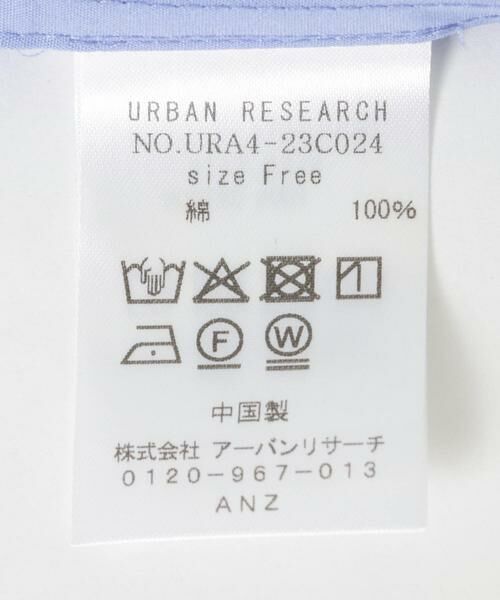 URBAN RESEARCH
NO.URA4-23C024
size Free
綿 100%
F W
中国製
株式会社 アーバンリサーチ
0120-967-013
ANZ